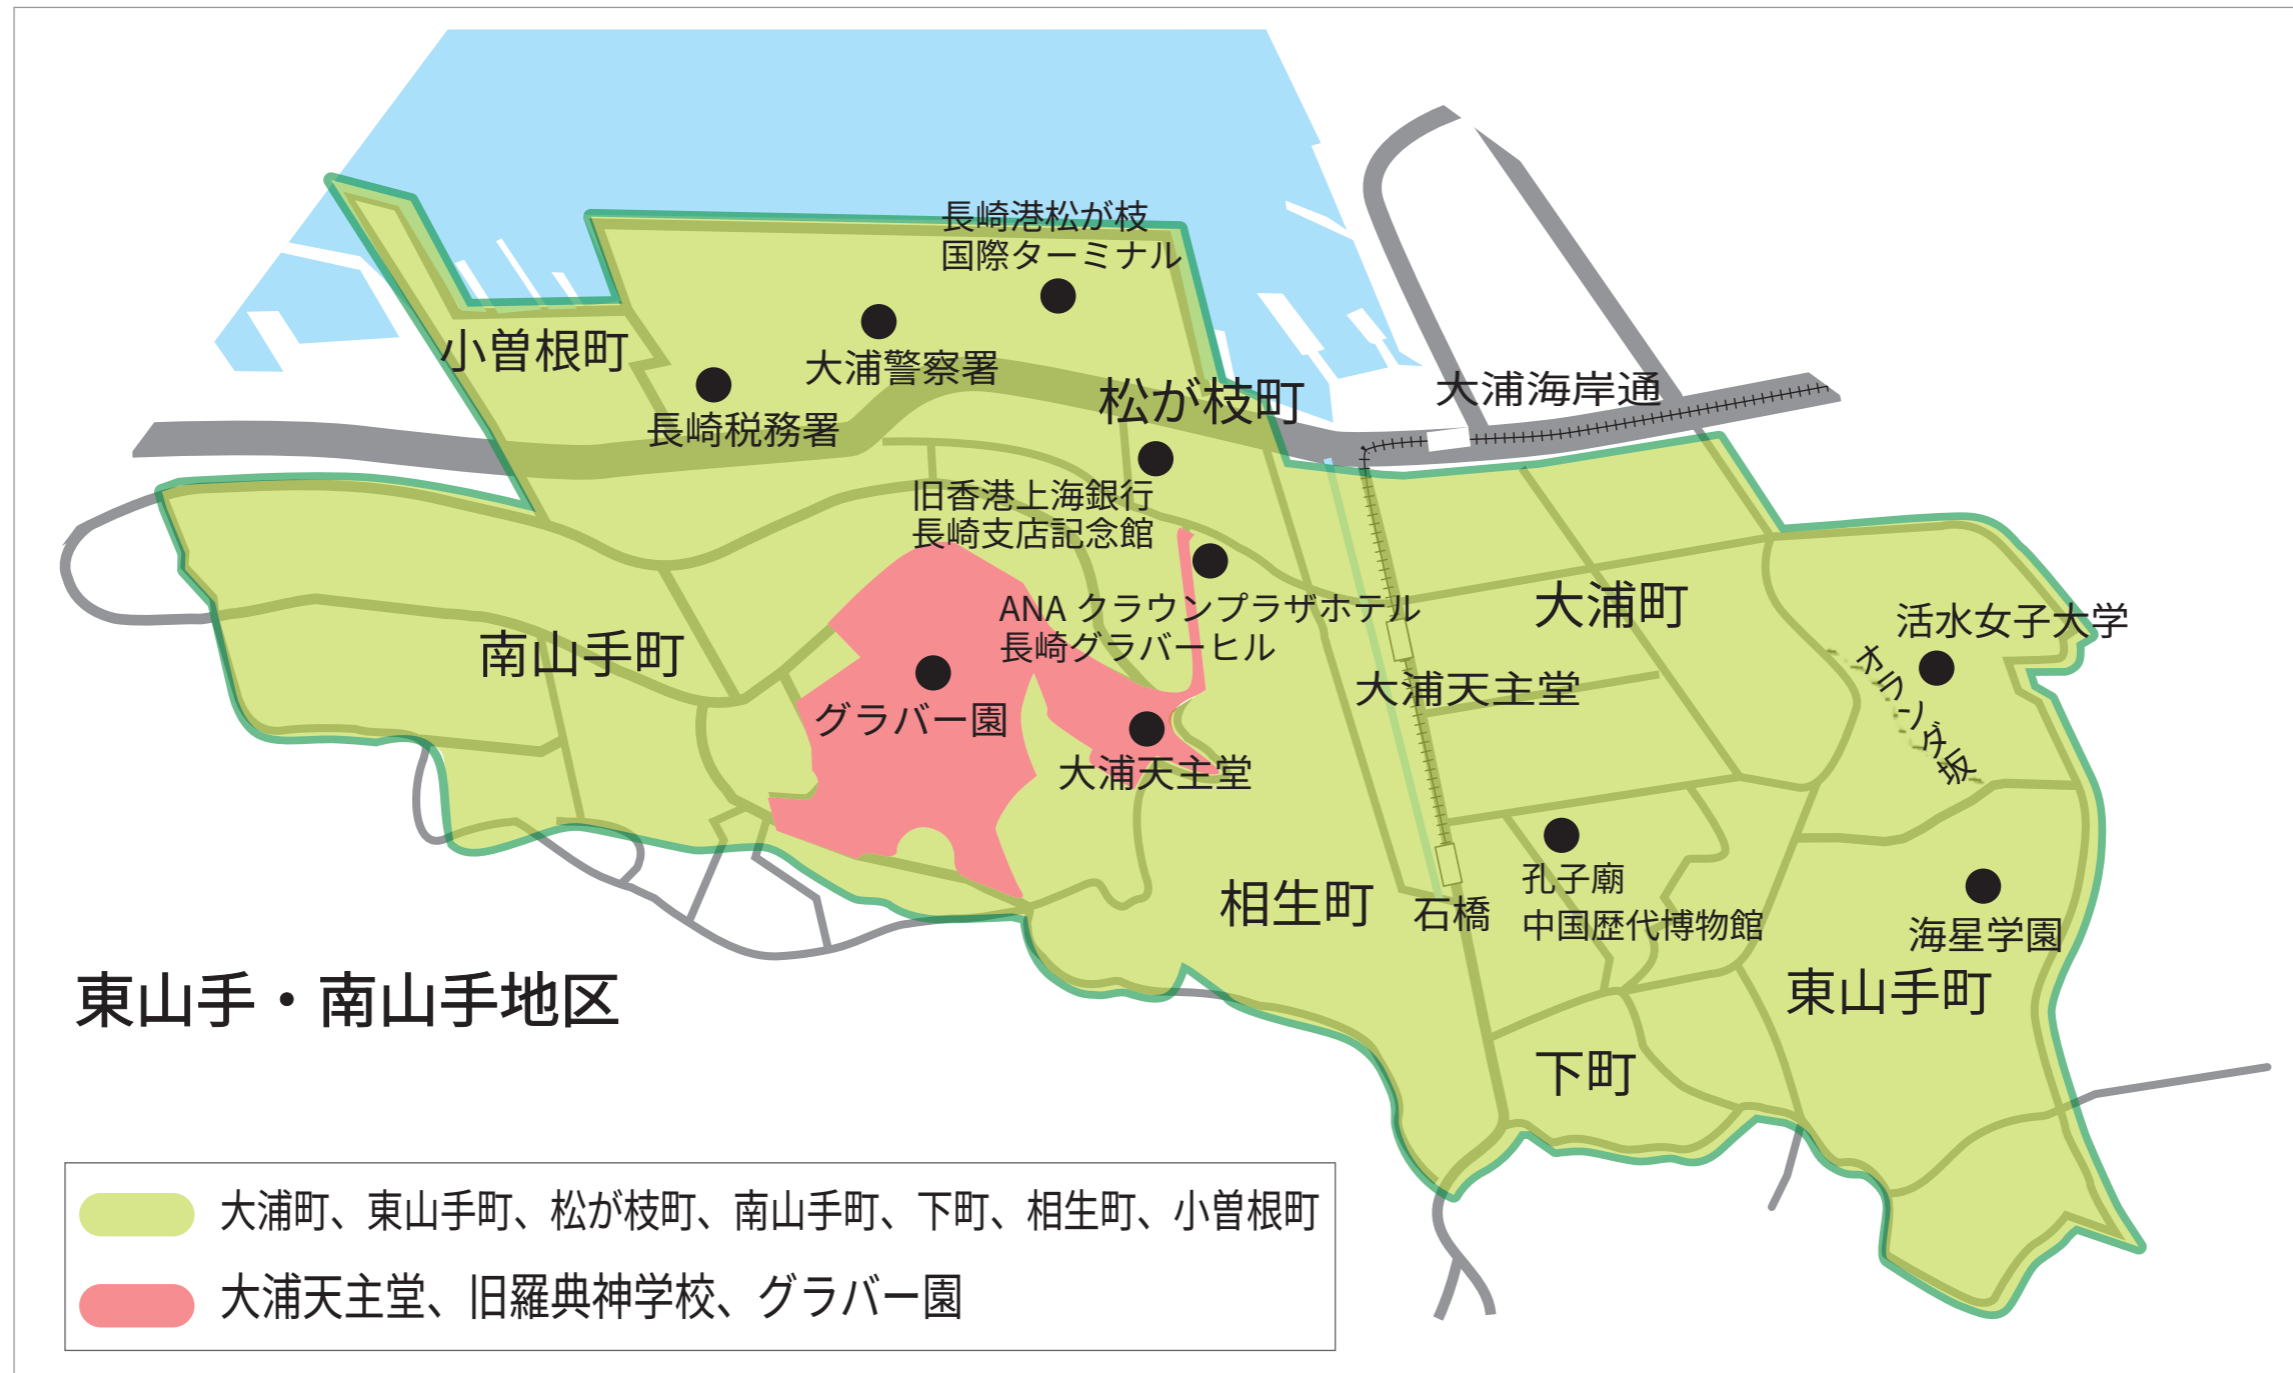 長崎港松が枝
国際ターミナル
小曽根町
大浦警察署
長崎税務署
松が枝町
大浦海岸通
旧香港上海銀行
長崎支店記念館
ANA クラウンプラザホテル
長崎グラバーヒル
大浦町
活水女子大学
オランダ坂
南山手町
大浦天主堂
グラバー園
大浦天主堂
相生町
石橋
孔子廟
中国歴代博物館
海星学園
東山手町
下町
東山手・南山手地区
大浦町、東山手町、松が枝町、南山手町、下町、相生町、小曽根町
大浦天主堂、旧羅典神学校、グラバー園